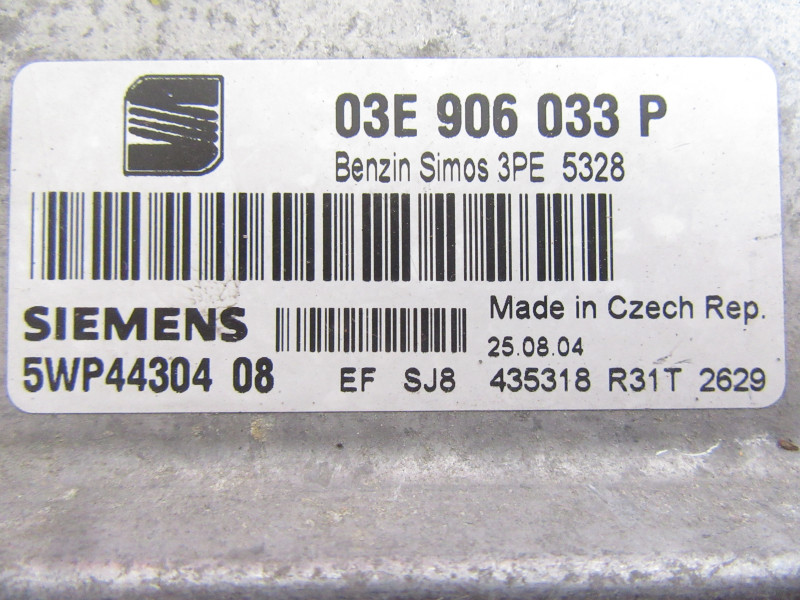 03E 906 033 P
Benzin Simos 3PE 5328
SIEMENS
Made in Czech Rep.
25.08.04
5WP44304 08 EF SJ8 435318 R31T 2629